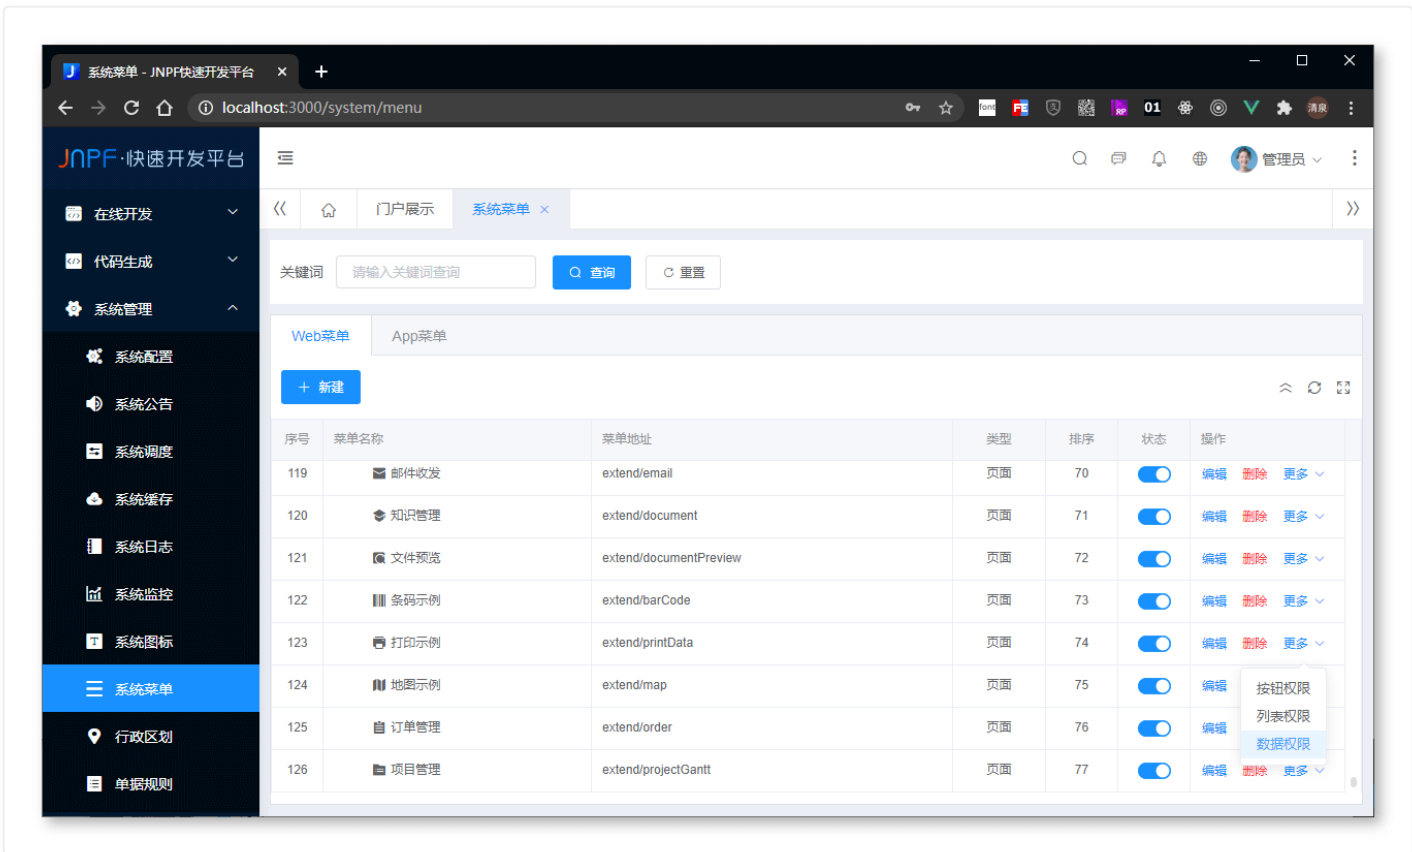 系统菜单 - JNPF快速开发平台
localhost:3000/system/menu
font FE RP 01 清泉
JNPF·快速开发平台
管理员
在线开发
代码生成
系统管理
系统配置
系统公告
系统调度
系统缓存
系统日志
系统监控
系统图标
系统菜单
行政区划
单据规则
门户展示 系统菜单
关键词 请输入关键词查询 查询 重置
Web菜单 App菜单
新建
序号 菜单名称 菜单地址 类型 排序 状态 操作
119 邮件收发 extend/email 页面 70 编辑 删除 更多
120 知识管理 extend/document 页面 71 编辑 删除 更多
121 文件预览 extend/documentPreview 页面 72 编辑 删除 更多
122 条码示例 extend/barCode 页面 73 编辑 删除 更多
123 打印示例 extend/printData 页面 74 编辑 删除 更多
124 地图示例 extend/map 页面 75 编辑
125 订单管理 extend/order 页面 76 编辑
126 项目管理 extend/projectGantt 页面 77 编辑 删除 更多
按钮权限
列表权限
数据权限